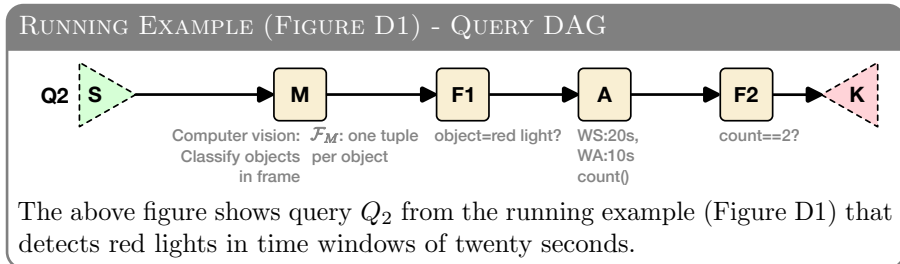 RUNNING EXAMPLE (FIGURE D1) - QUERY DAG
Q2 S M F1 A F2 K
Computer vision: Classify objects in frame
𝓕_M: one tuple per object
object=red light?
WS:20s,
WA:10s
count()
count==2?
The above figure shows query Q₂ from the running example (Figure D1) that
detects red lights in time windows of twenty seconds.